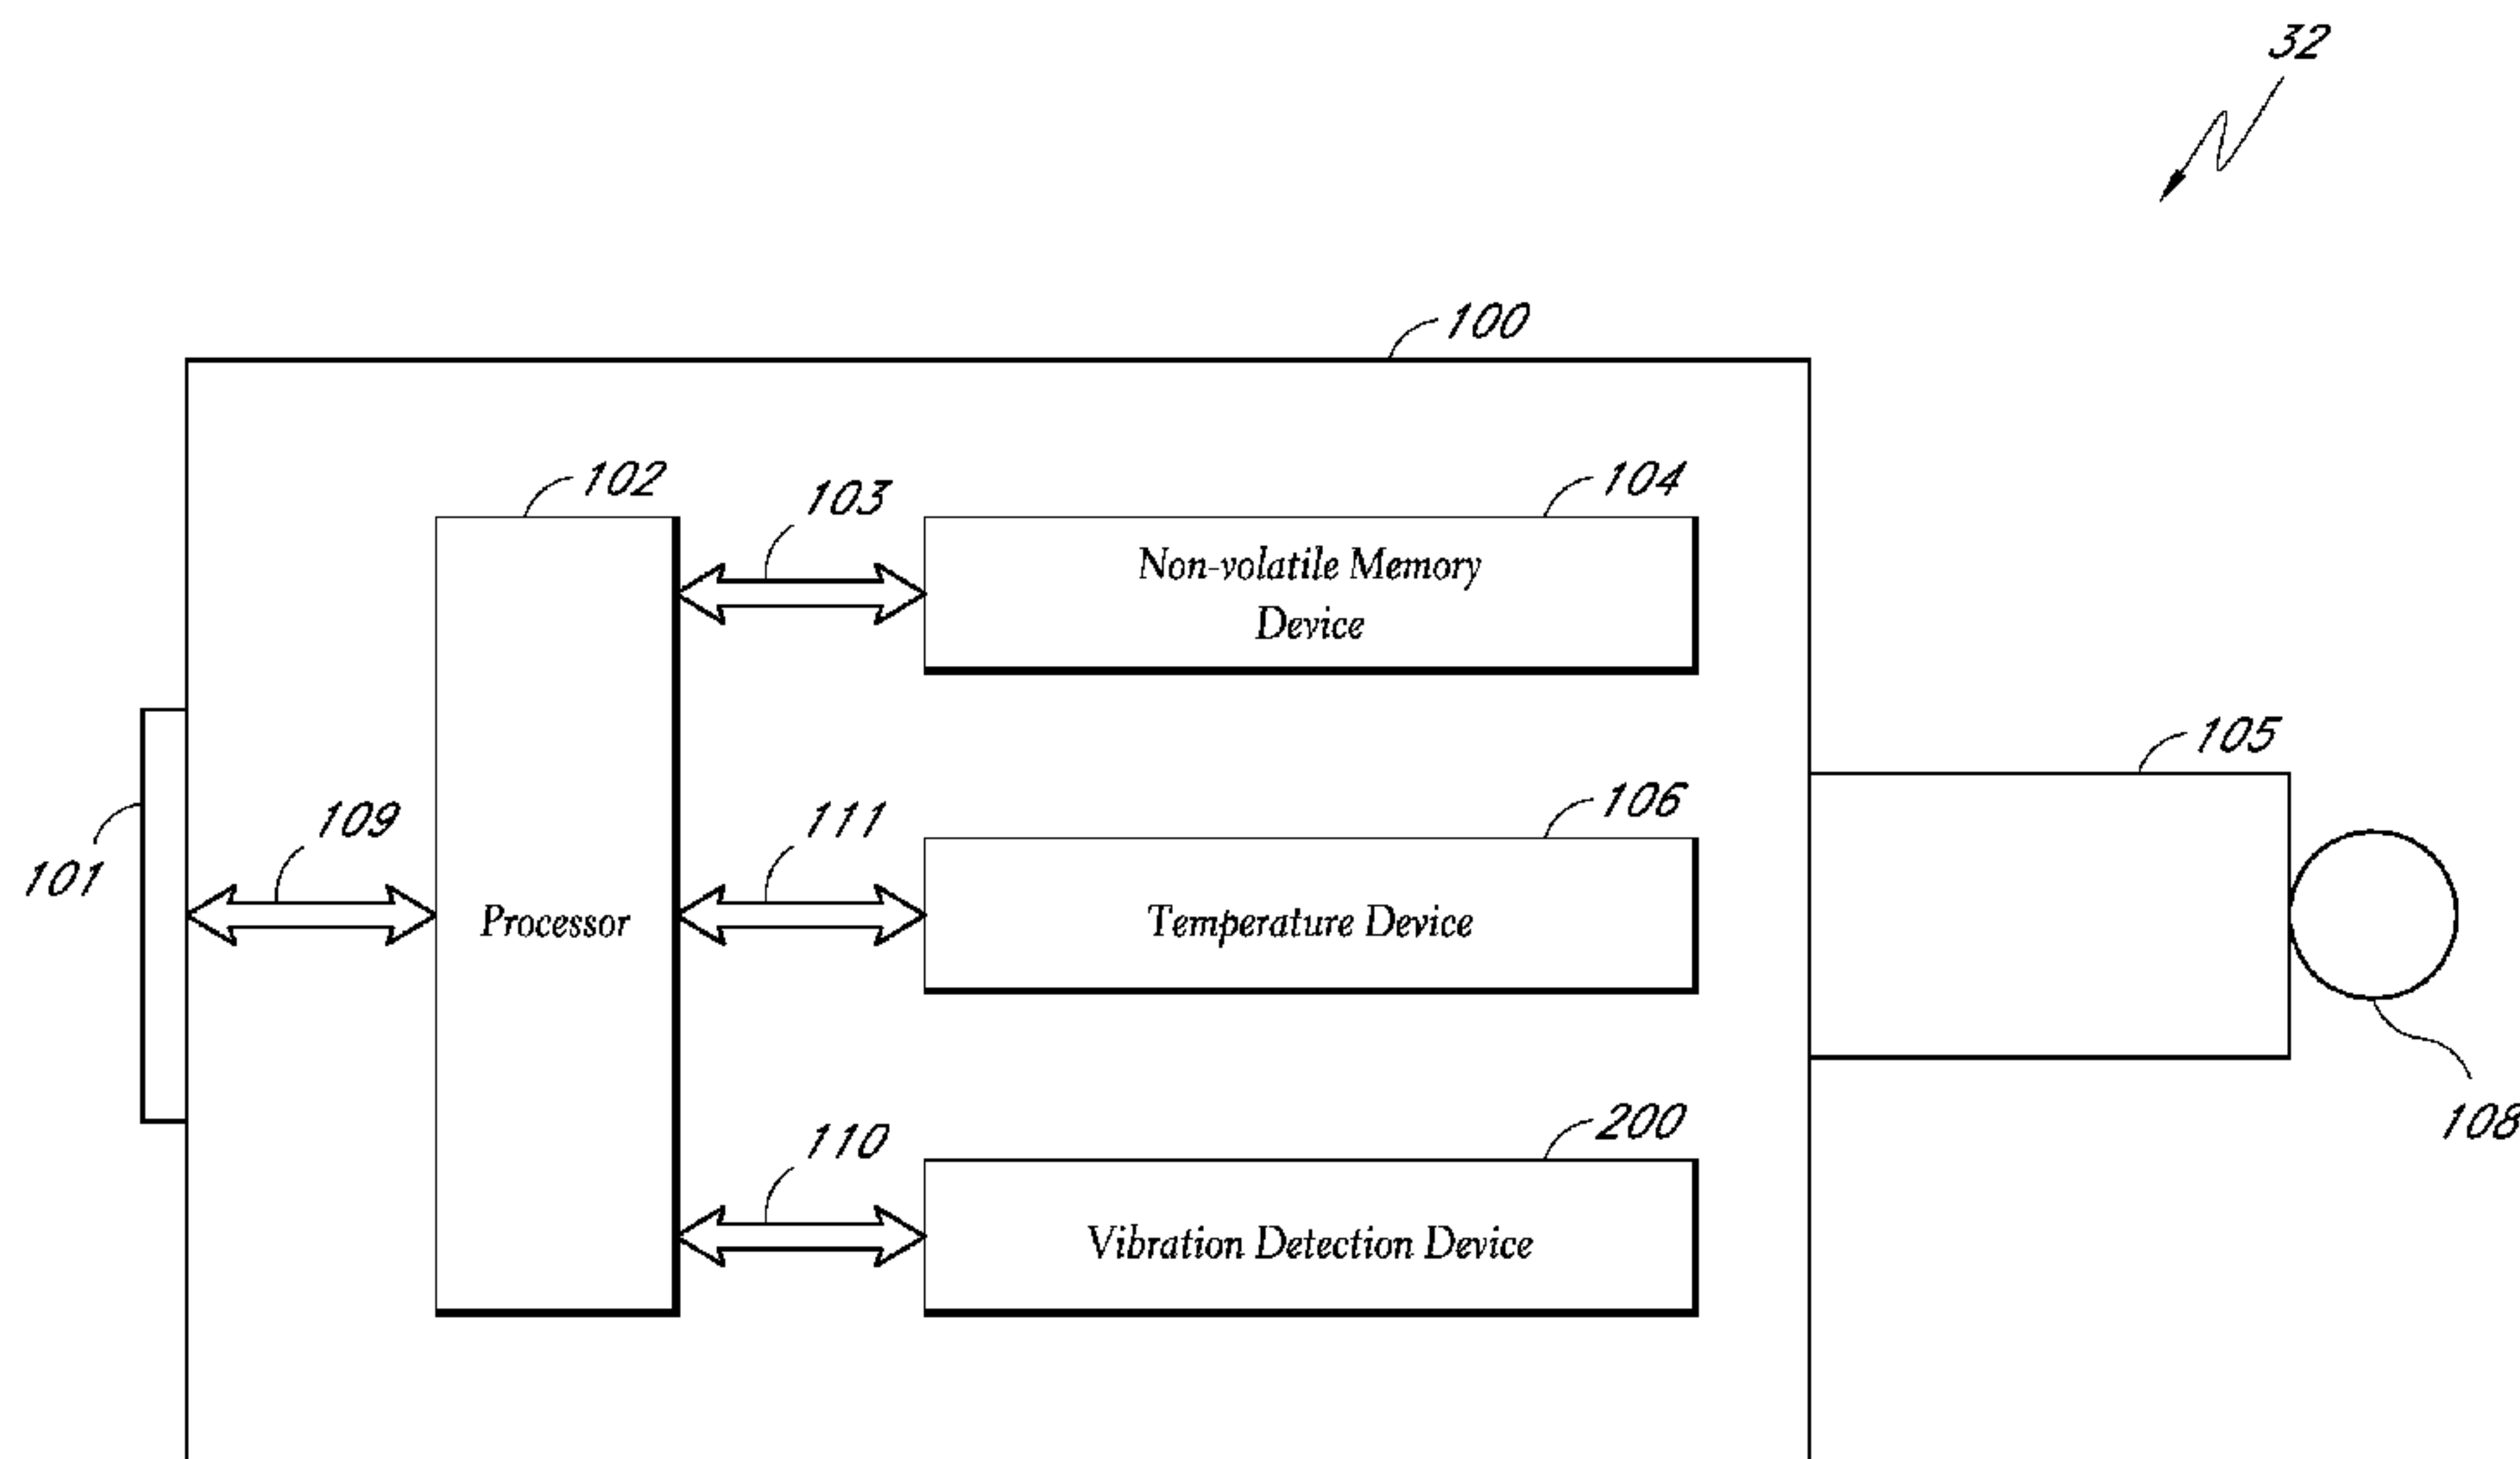 32
100
102
103
104
Non-volatile Memory
Device
105
101
109
111
106
Processor
Temperature Device
108
110
200
Vibration Detection Device